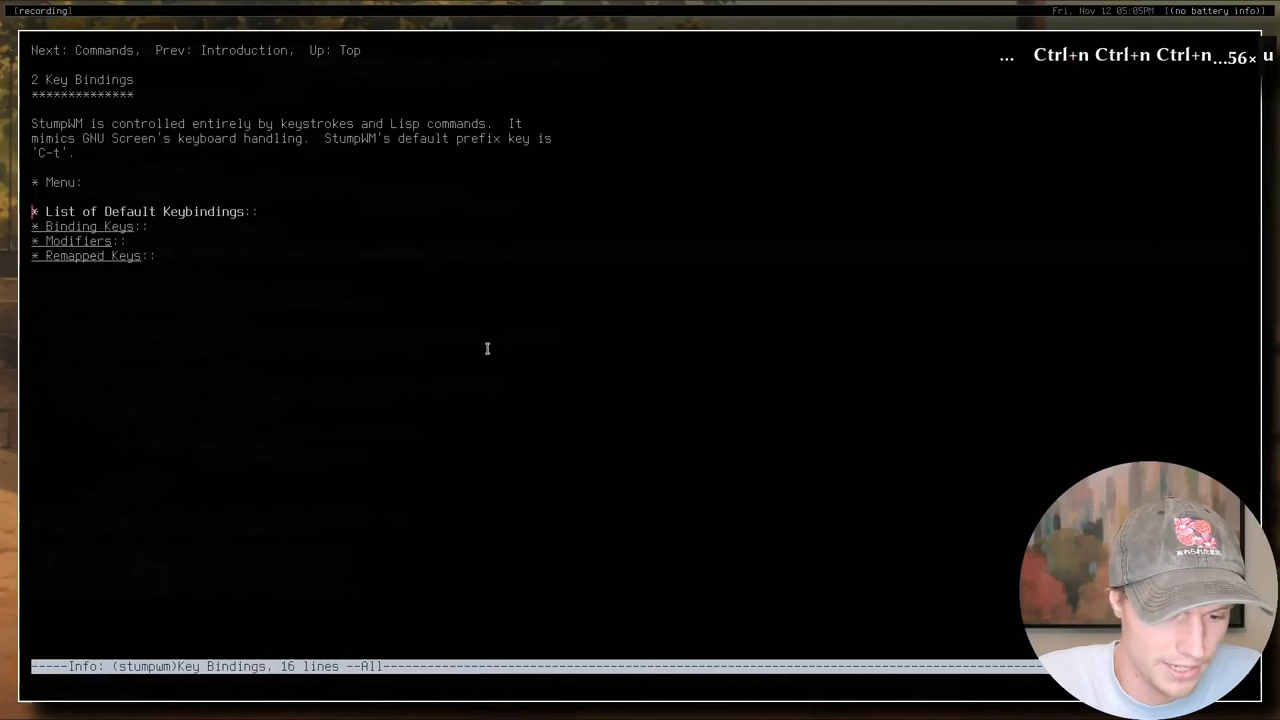 [recording]
Fri, Nov 12 05:05PM [(no battery info)]
Next: Commands, Prev: Introduction, Up: Top
... Ctrl+n Ctrl+n Ctrl+n...56× u
2 Key Bindings
**************
StumpWM is controlled entirely by keystrokes and Lisp commands. It
mimics GNU Screen's keyboard handling. StumpWM's default prefix key is
'C-t'.
* Menu:
* List of Default Keybindings::
* Binding Keys::
* Modifiers::
* Remapped Keys::
-----Info: (stumpwm)Key Bindings, 16 lines --All----------